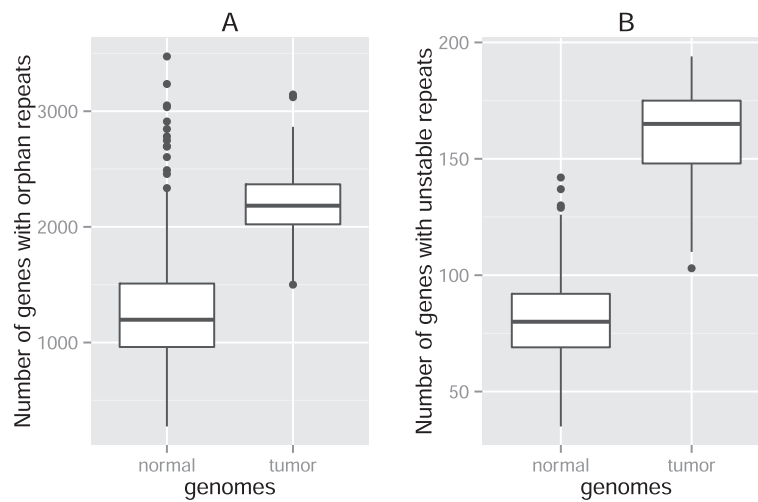 A
Number of genes with orphan repeats
3000
2000
1000
normal tumor
genomes
B
Number of genes with unstable repeats
200
150
100
50
normal tumor
genomes